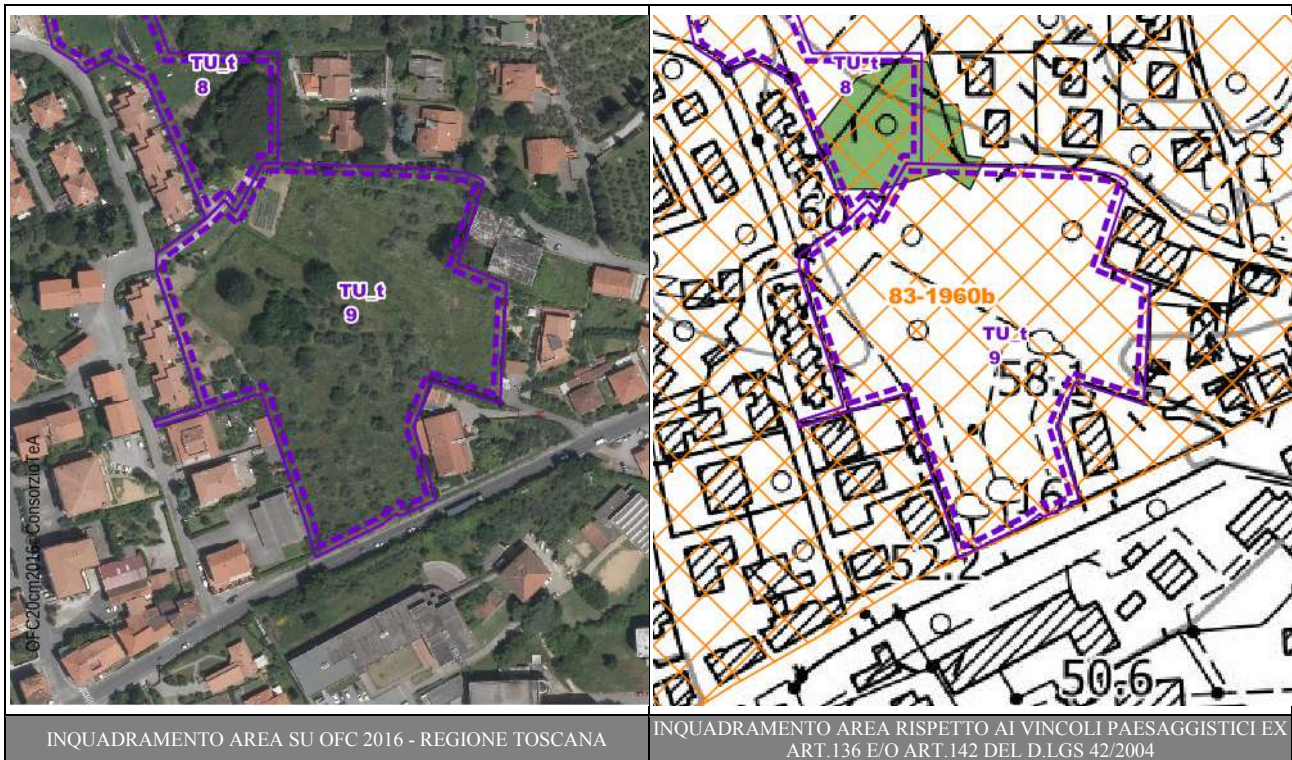 TU_t
8
TU_t
9
OFC20cm2016 - ConsorzioTeA
TU_t
8
60
83-1960b
TU_t
9
58.1
16
52.2
50.6
INQUADRAMENTO AREA SU OFC 2016 - REGIONE TOSCANA
INQUADRAMENTO AREA RISPETTO AI VINCOLI PAESAGGISTICI EX
ART.136 E/O ART.142 DEL D.LGS 42/2004